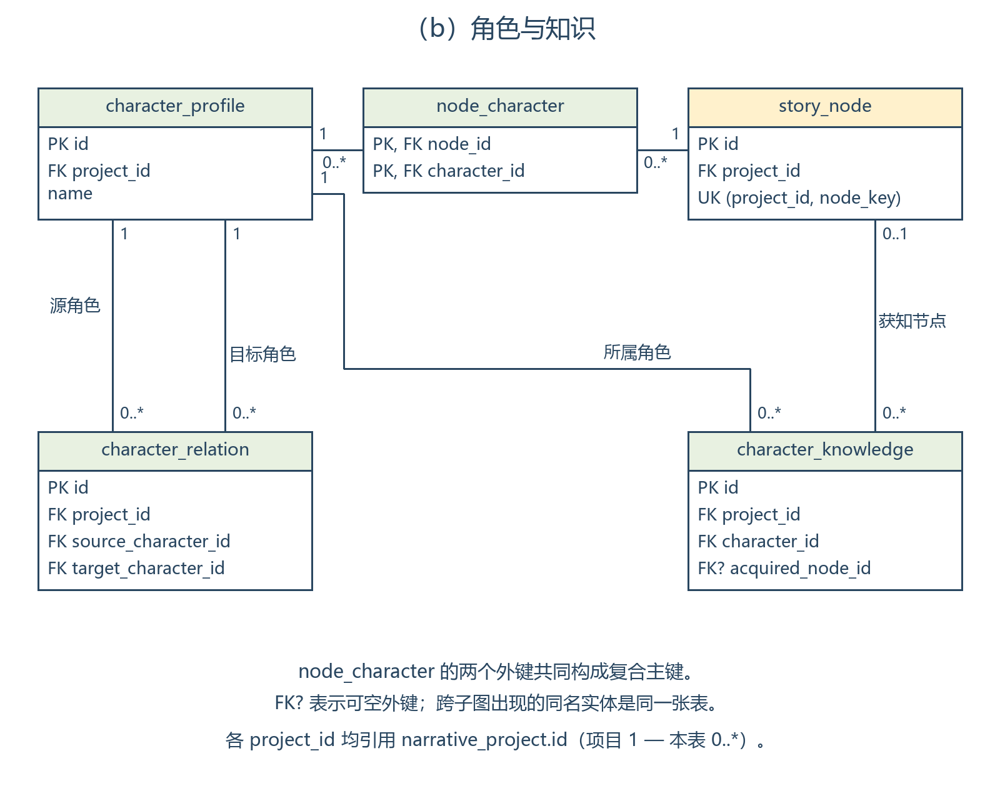 （b）角色与知识
character_profile
PK id
FK project_id
name
node_character
PK, FK node_id
PK, FK character_id
story_node
PK id
FK project_id
UK (project_id, node_key)
1
0..*
1
1
0..*
1
1
0..1
源角色
目标角色
所属角色
获知节点
0..*
0..*
0..*
0..*
character_relation
PK id
FK project_id
FK source_character_id
FK target_character_id
character_knowledge
PK id
FK project_id
FK character_id
FK? acquired_node_id
node_character 的两个外键共同构成复合主键。
FK? 表示可空外键；跨子图出现的同名实体是同一张表。
各 project_id 均引用 narrative_project.id（项目 1 — 本表 0..*）。